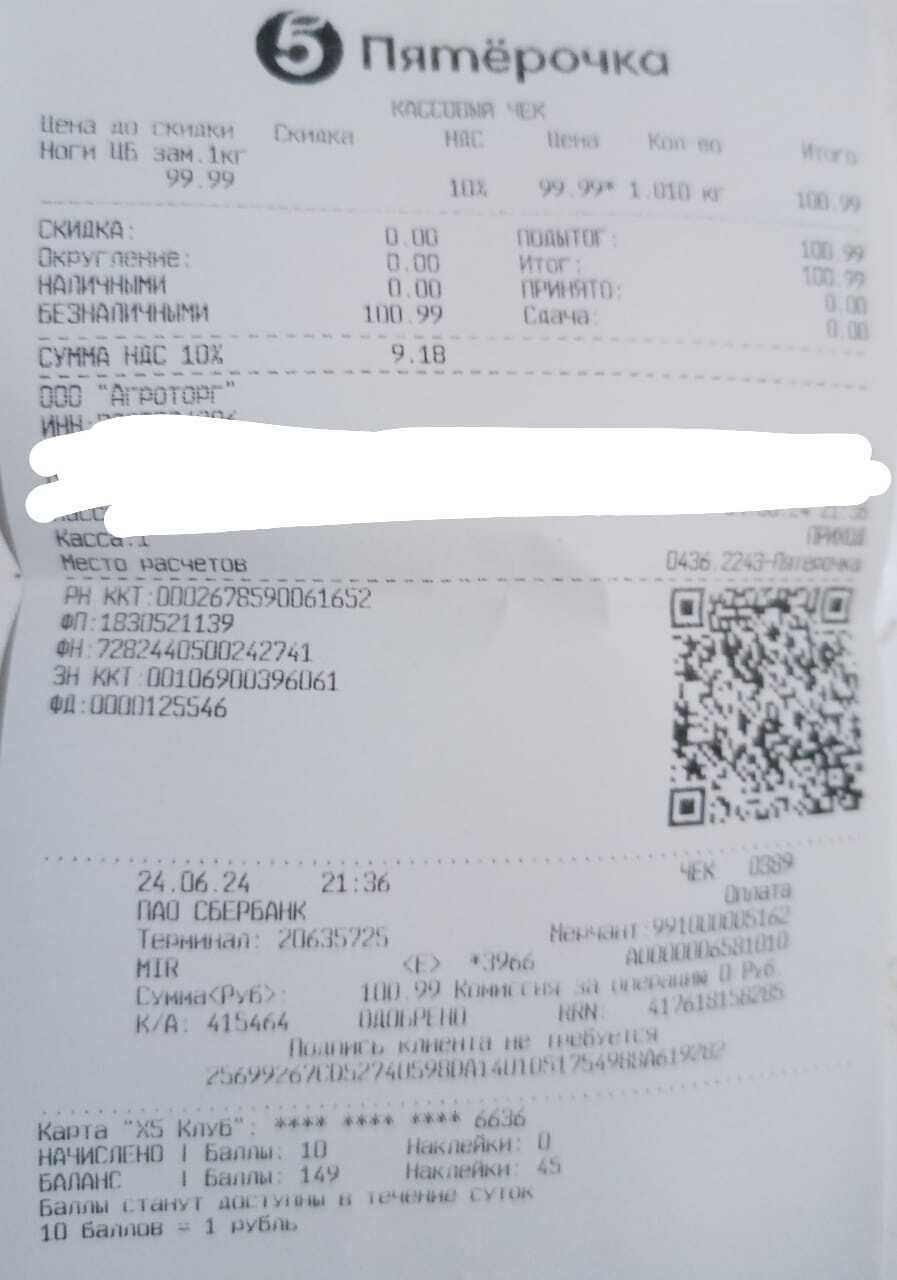 5 Пятёрочка
КАССОВЫЙ ЧЕК
Цена до скидки Скидка НДС Цена Кол-во Итого
Ноги ЦБ зам.1кг
99.99 10% 99.99* 1.010 кг 100.99
СКИДКА: 0.00 ПОДЫТОГ: 100.99
Округление: 0.00 Итог: 100.99
НАЛИЧНЫМИ 0.00 ПРИНЯТО: 0.00
БЕЗНАЛИЧНЫМИ 100.99 Сдача: 0.00
СУММА НДС 10% 9.18
ООО "Агроторг"
ИНН:
Касса:1 ПРИХОД
Место расчетов 0436 2243-Пятерочка
РН ККТ:0002678590061652
ФП:1830521139
ФН:7282440500242741
ЗН ККТ:00106900396061
ФД:0000125546
24.06.24 21:36 ЧЕК 0389
ПАО СБЕРБАНК Оплата
Терминал: 20635725 Мерчант:991000005162
MIR <E> *3966 A0000006581010
Сумма<Руб>: 100.99 Комиссия за операцию 0 Руб.
К/А: 415464 ОДОБРЕНО RRN: 417618158285
Подпись клиента не требуется
Карта "X5 Клуб": **** **** **** 6636
НАЧИСЛЕНО | Баллы: 10 Наклейки: 0
БАЛАНС | Баллы: 149 Наклейки: 45
Баллы станут доступны в течение суток
10 баллов = 1 рубль